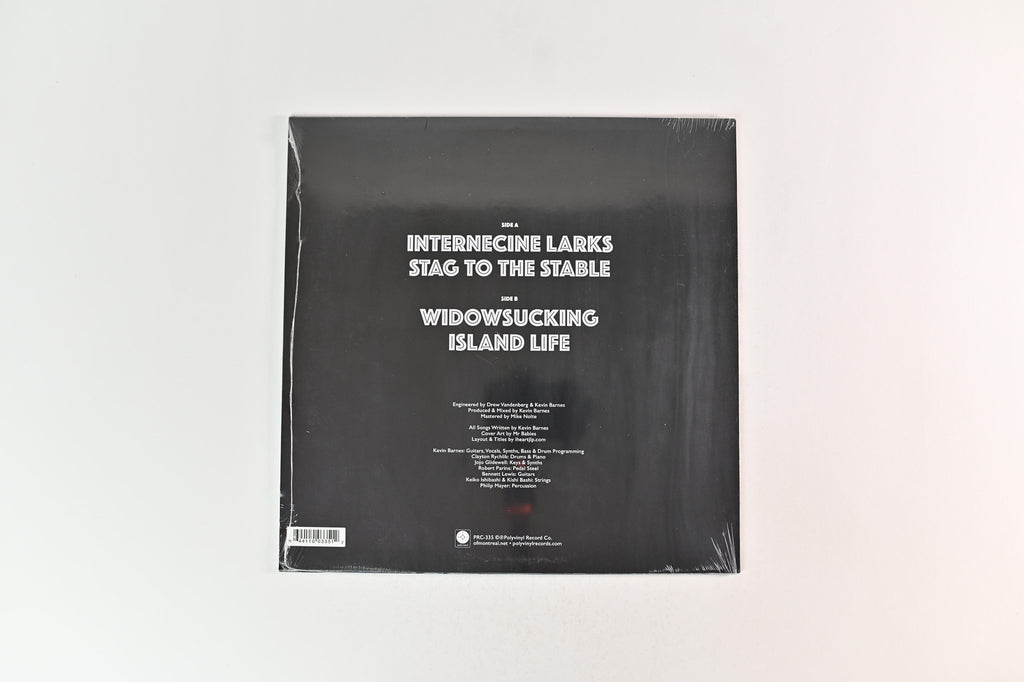 SIDE A
INTERNECINE LARKS
STAG TO THE STABLE
SIDE B
WIDOWSUCKING
ISLAND LIFE
Engineered by Drew Vandenberg & Kevin Barnes
Produced & Mixed by Kevin Barnes
Mastered by Mike Nolte
All Songs Written by Kevin Barnes
Cover Art by Mr Babies
Layout & Titles by iheartjlp.com
Kevin Barnes: Guitars, Vocals, Synths, Bass & Drum Programming
Clayton Rychlik: Drums & Piano
Jojo Glidewell: Keys & Synths
Robert Parins: Pedal Steel
Bennett Lewis: Guitars
Keiko Ishibashi & Kishi Bashi: Strings
Philip Mayer: Percussion
PRC-335 ©℗Polyvinyl Record Co.
ofmontreal.net • polyvinylrecords.com